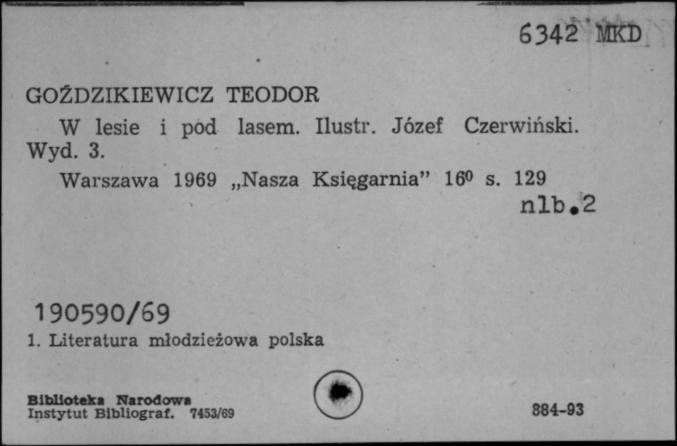 6342 MKD
GOŹDZIKIEWICZ TEODOR
W lesie i pod lasem. Ilustr. Józef Czerwiński.
Wyd. 3.
Warszawa 1969 „Nasza Księgarnia” 16⁰ s. 129
nlb.2
190590/69
1. Literatura młodzieżowa polska
Biblioteka Narodowa
Instytut Bibliograf. 7453/69
884-93